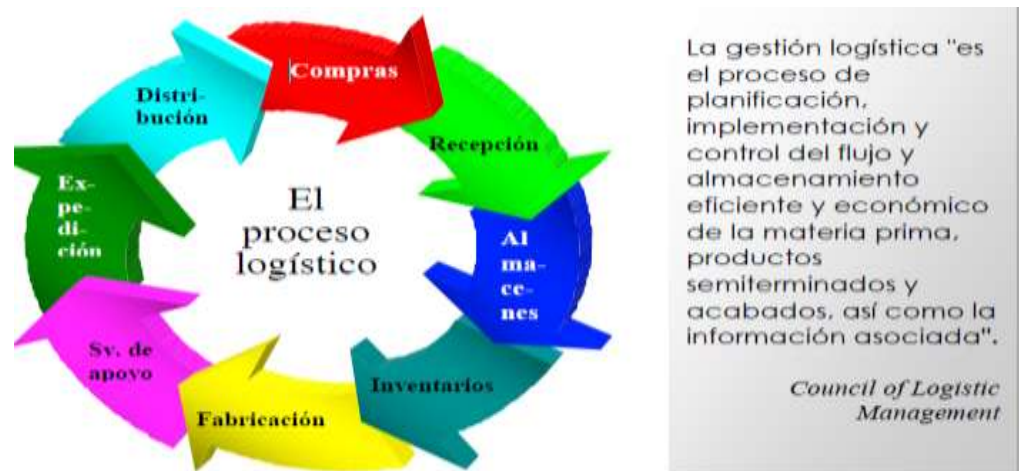 Compras
Recepción
Al
ma-
ce-
nes
Inventarios
Fabricación
Sv. de
apoyo
Ex-
pe-
di-
ción
Distri-
bución
El
proceso
logístico
La gestión logística "es
el proceso de
planificación,
implementación y
control del flujo y
almacenamiento
eficiente y económico
de la materia prima,
productos
semiterminados y
acabados, así como la
información asociada".
Council of Logistic
Management